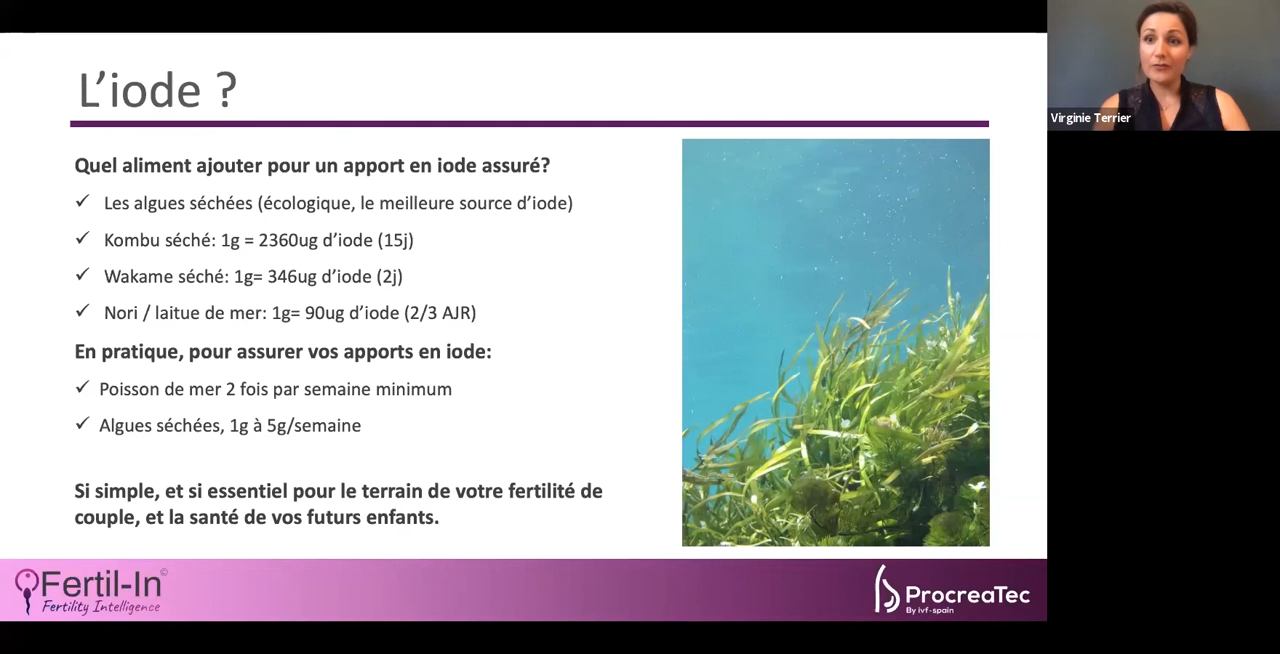 L’iode ?
Quel aliment ajouter pour un apport en iode assuré?
✓ Les algues séchées (écologique, le meilleure source d’iode)
✓ Kombu séché: 1g = 2360ug d’iode (15j)
✓ Wakame séché: 1g= 346ug d’iode (2j)
✓ Nori / laitue de mer: 1g= 90ug d’iode (2/3 AJR)
En pratique, pour assurer vos apports en iode:
✓ Poisson de mer 2 fois par semaine minimum
✓ Algues séchées, 1g à 5g/semaine
Si simple, et si essentiel pour le terrain de votre fertilité de
couple, et la santé de vos futurs enfants.
Fertil-In©
Fertility Intelligence
ProcreaTec
By ivf-spain
Virginie Terrier